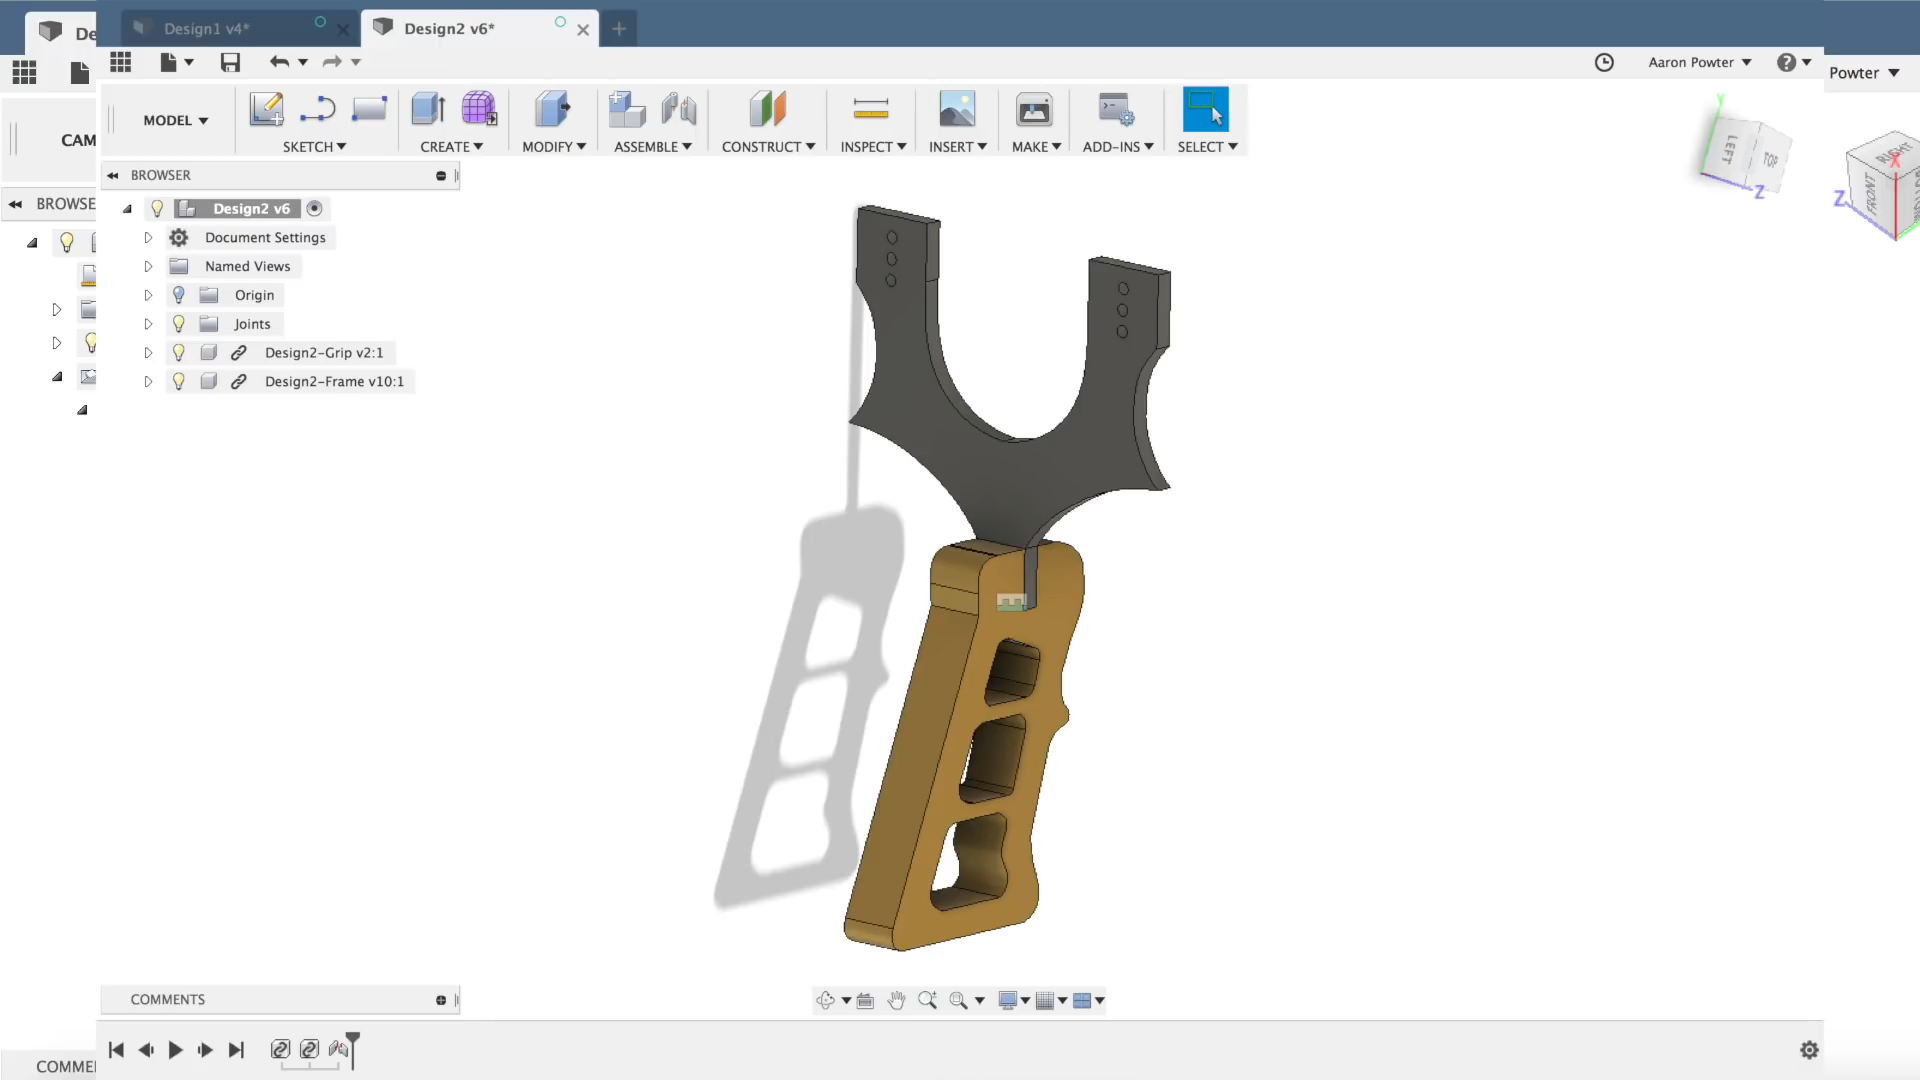 De
Design1 v4*
Design2 v6*
Aaron Powter
Powter
CAM
MODEL
SKETCH
CREATE
MODIFY
ASSEMBLE
CONSTRUCT
INSPECT
INSERT
MAKE
ADD-INS
SELECT
Y
LEFT
TOP
Z
RIGHT
X
FRONT
Z
BROWSE
BROWSER
Design2 v6
Document Settings
Named Views
Origin
Joints
Design2-Grip v2:1
Design2-Frame v10:1
COMMENTS
COMME